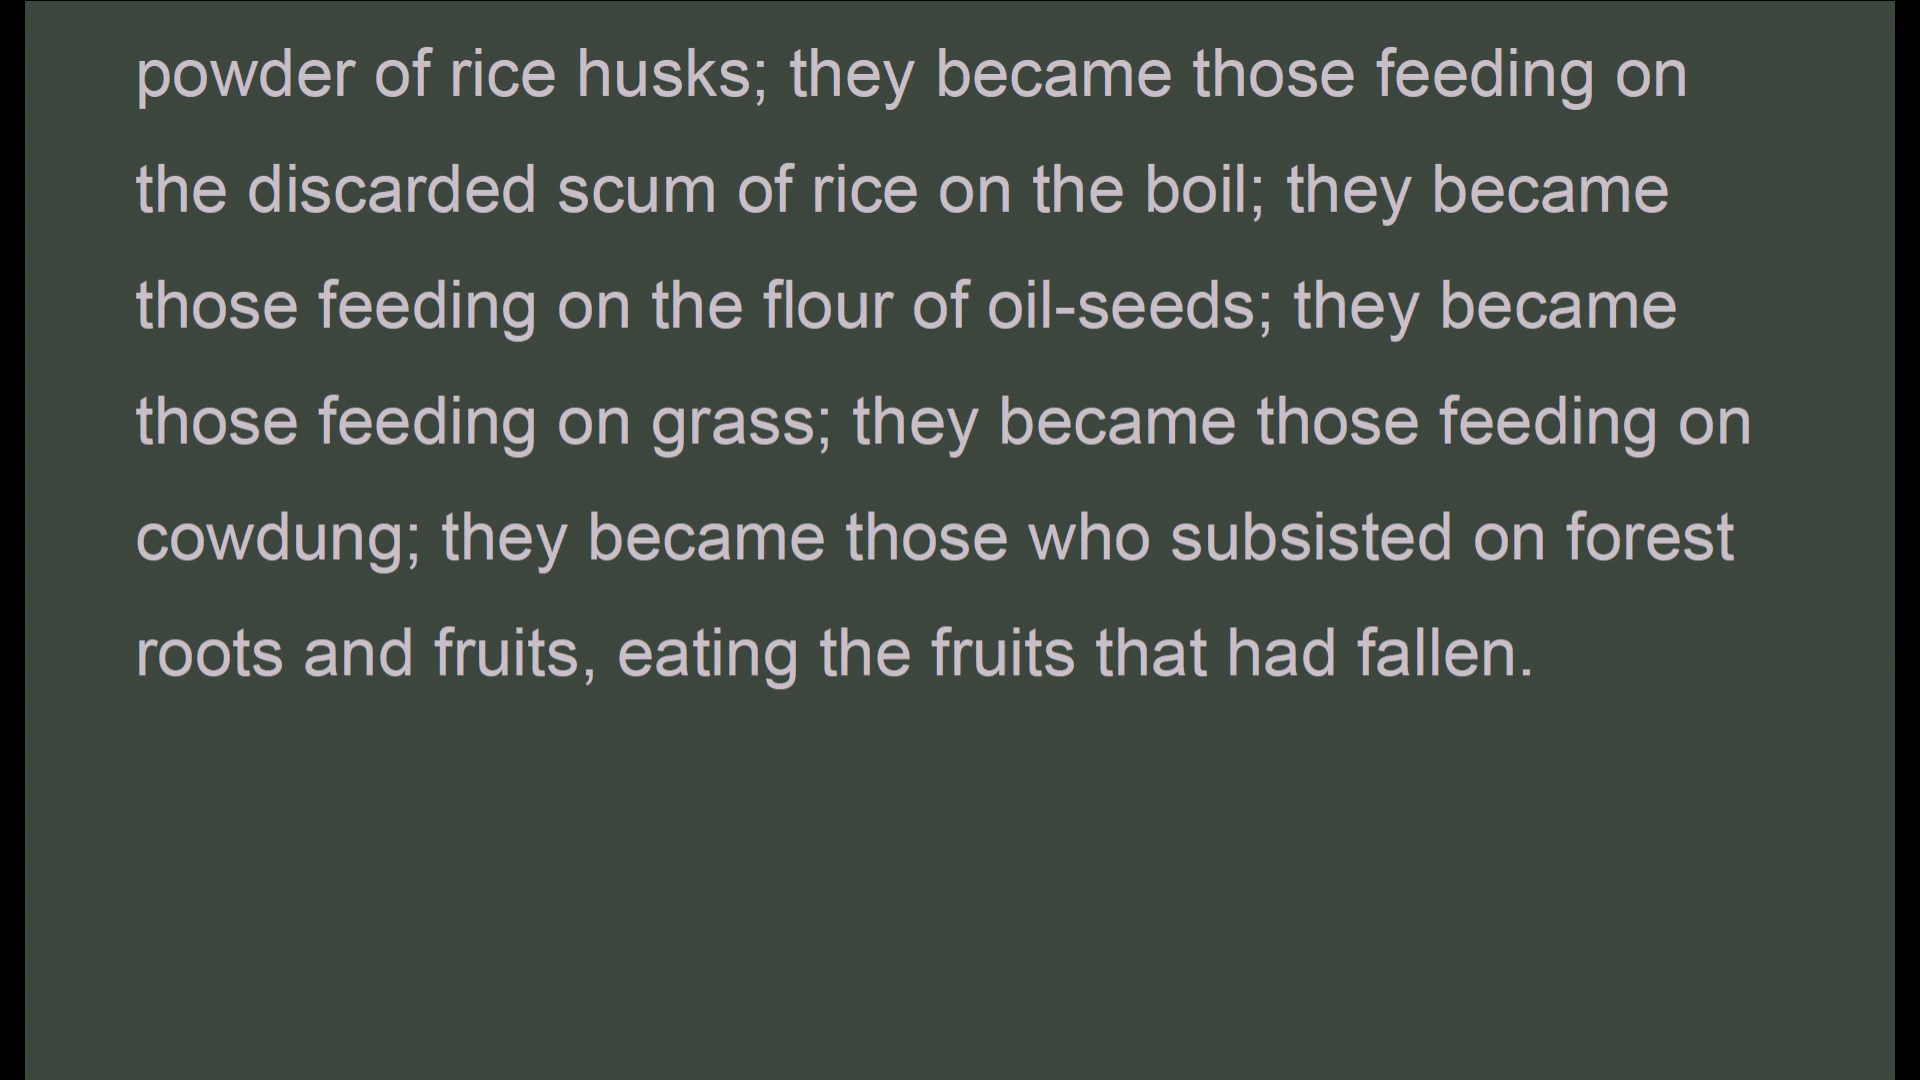 powder of rice husks; they became those feeding on
the discarded scum of rice on the boil; they became
those feeding on the flour of oil-seeds; they became
those feeding on grass; they became those feeding on
cowdung; they became those who subsisted on forest
roots and fruits, eating the fruits that had fallen.